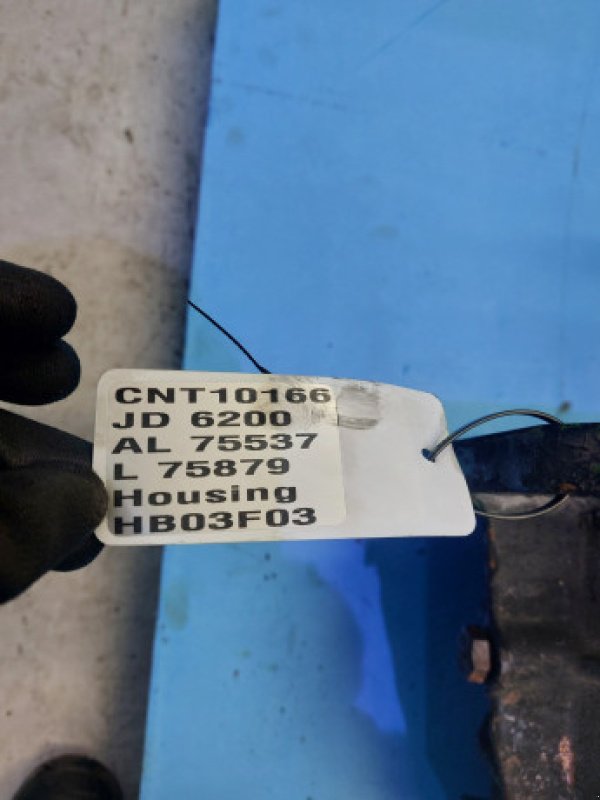 CNT10166
JD 6200
AL 75537
L 75879
Housing
HB03F03